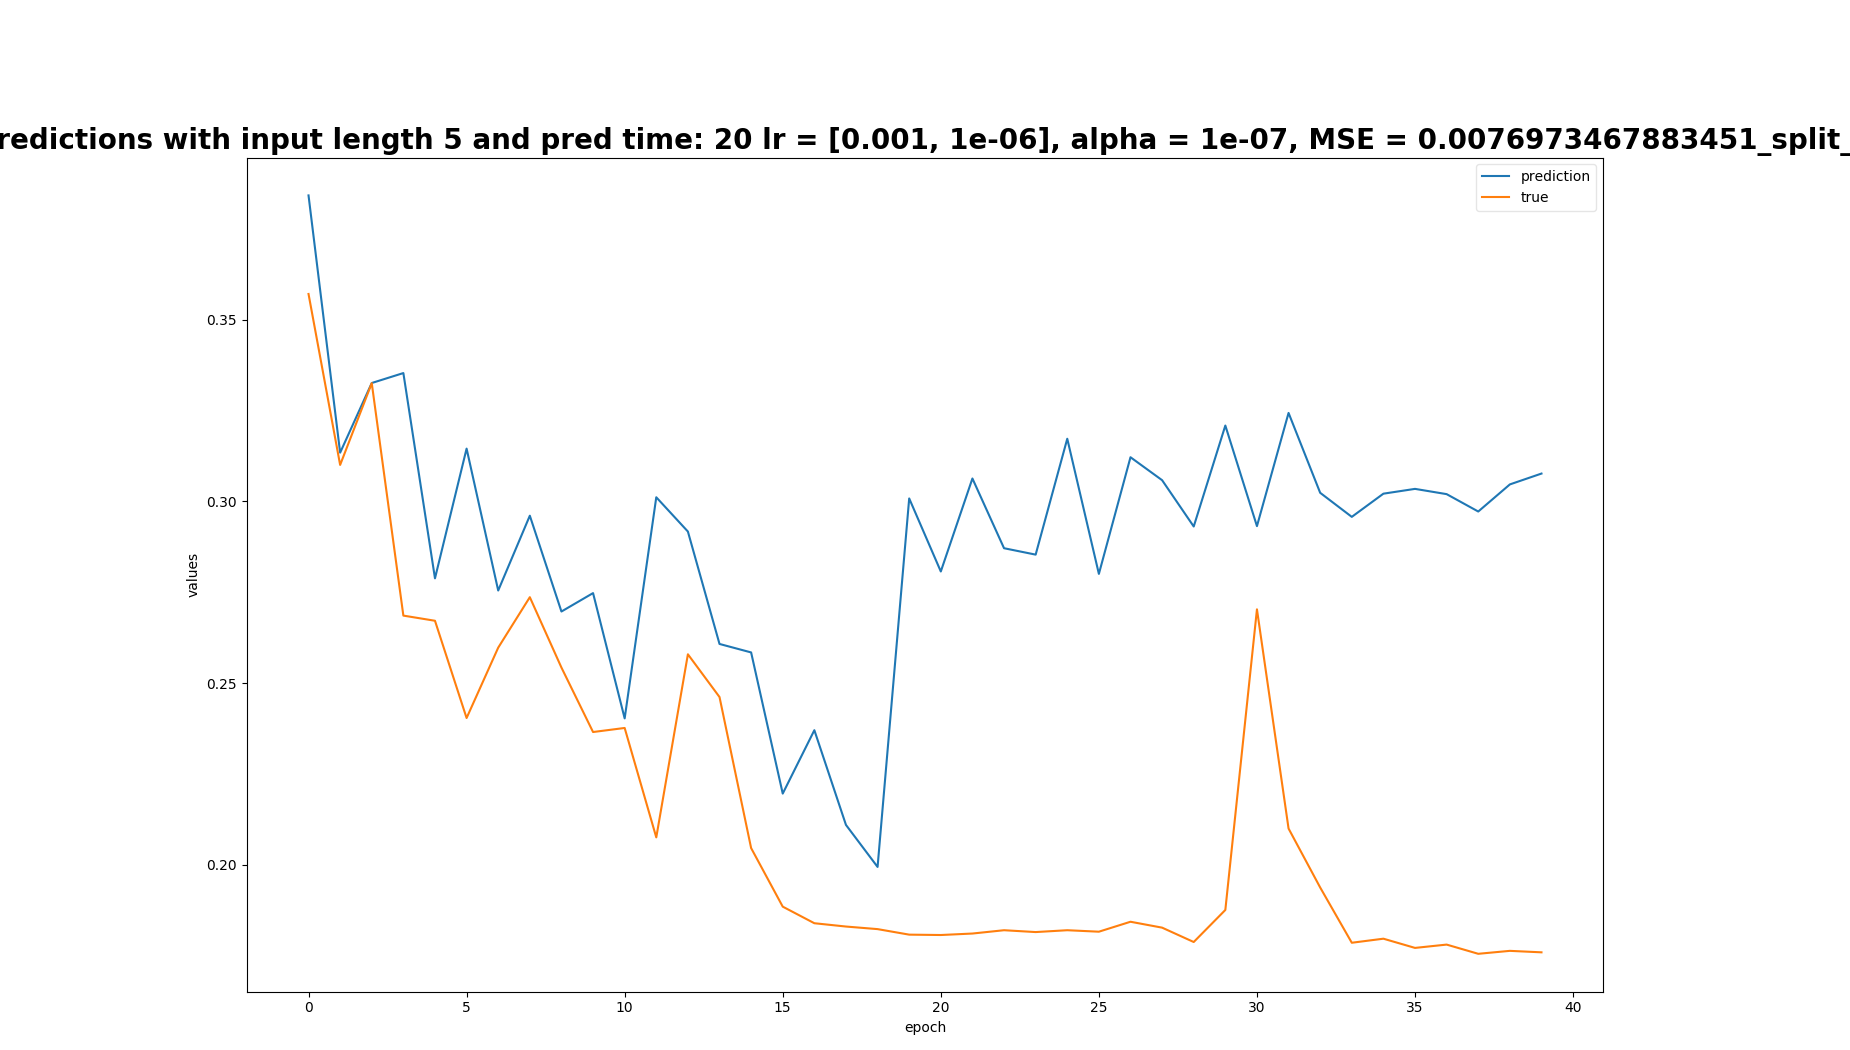 redictions with input length 5 and pred time: 20 lr = [0.001, 1e-06], alpha = 1e-07, MSE = 0.0076973467883451_split_
prediction
true
0.35
0.30
0.25
0.20
values
0 5 10 15 20 25 30 35 40
epoch